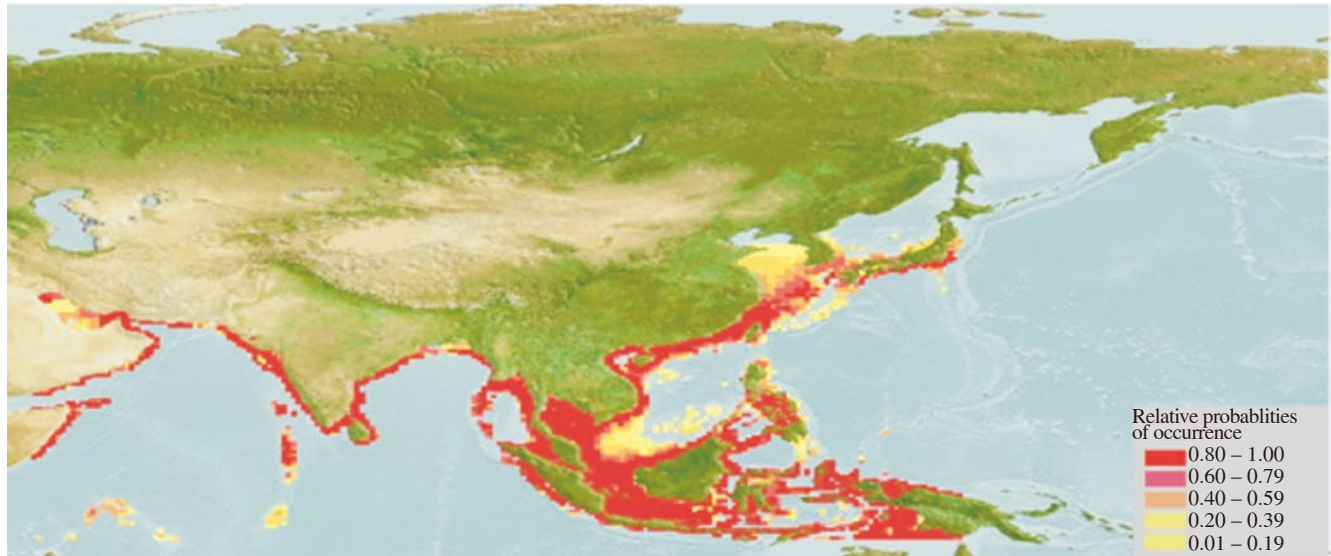 Relative probablities
of occurrence
0.80 – 1.00
0.60 – 0.79
0.40 – 0.59
0.20 – 0.39
0.01 – 0.19